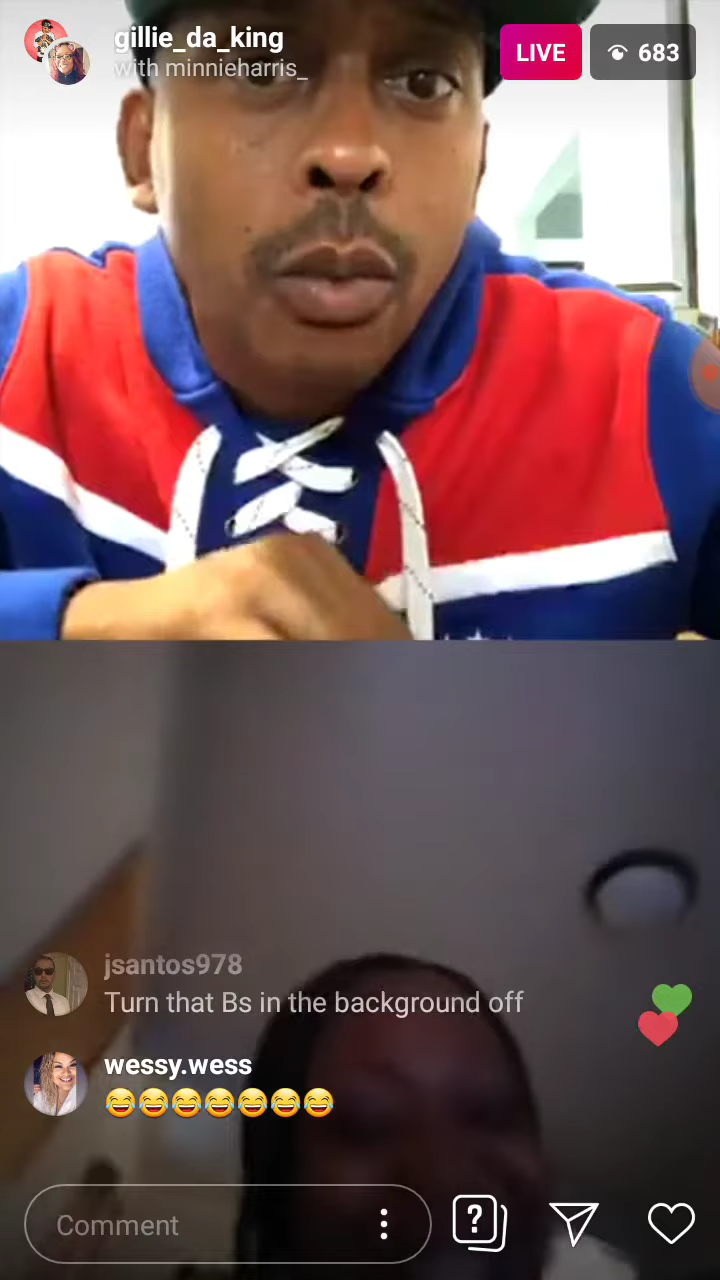 gillie_da_king
with minnieharris_
LIVE
683
jsantos978
Turn that Bs in the background off
wessy.wess
😂😂😂😂😂😂😂
Comment
?